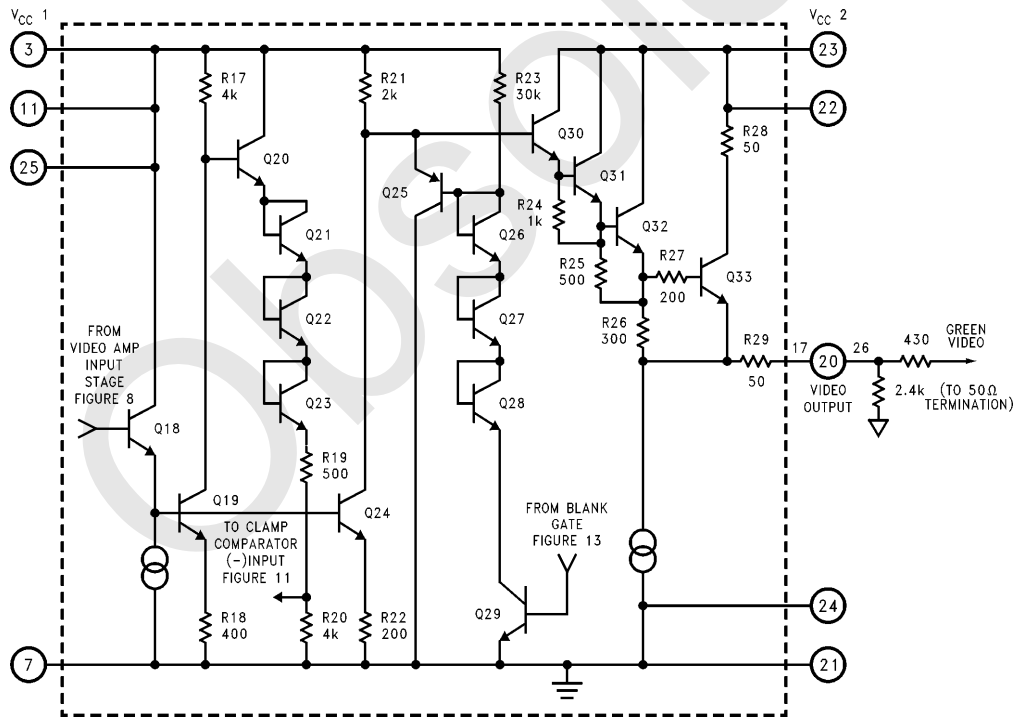 Obsolete
V_CC 1
V_CC 2
3
11
25
7
23
22
24
21
R17
4k
Q20
Q21
Q22
Q23
R19
500
R20
4k
FROM
VIDEO AMP
INPUT
STAGE
FIGURE 8
Q18
Q19
R18
400
TO CLAMP
COMPARATOR
(–)INPUT
FIGURE 11
R21
2k
Q24
R22
200
Q25
R23
30k
Q26
Q27
Q28
Q29
FROM BLANK
GATE
FIGURE 13
Q30
Q31
R24
1k
R25
500
Q32
R26
300
R27
200
Q33
R28
50
R29
50
17
20
26
VIDEO
OUTPUT
430
GREEN
VIDEO
2.4k (TO 50Ω
TERMINATION)